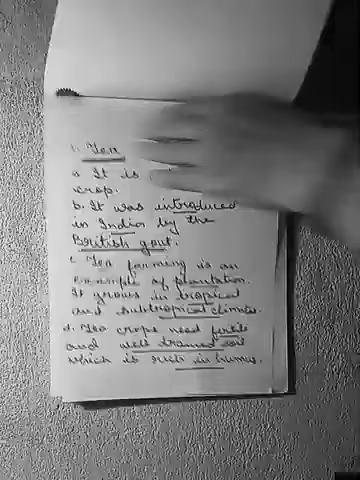 1. Tea
a. It is
crop.
b. It was introduced
in India by the
British govt.
c. Tea farming is an
example of plantation.
It grows in tropical
and subtropical climate.
d. Tea crops need fertile
and well drained soil
which is rich in humus.